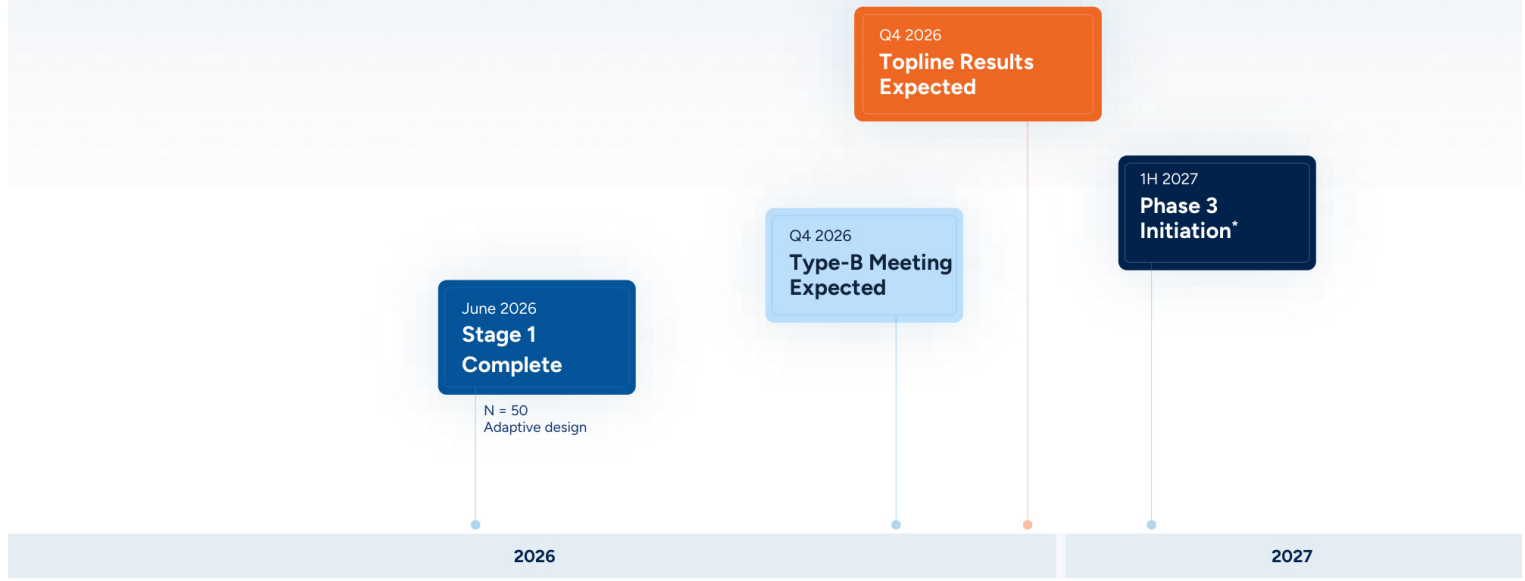 Q4 2026
Topline Results
Expected
1H 2027
Phase 3
Initiation*
Q4 2026
Type-B Meeting
Expected
June 2026
Stage 1
Complete
N = 50
Adaptive design
2026
2027